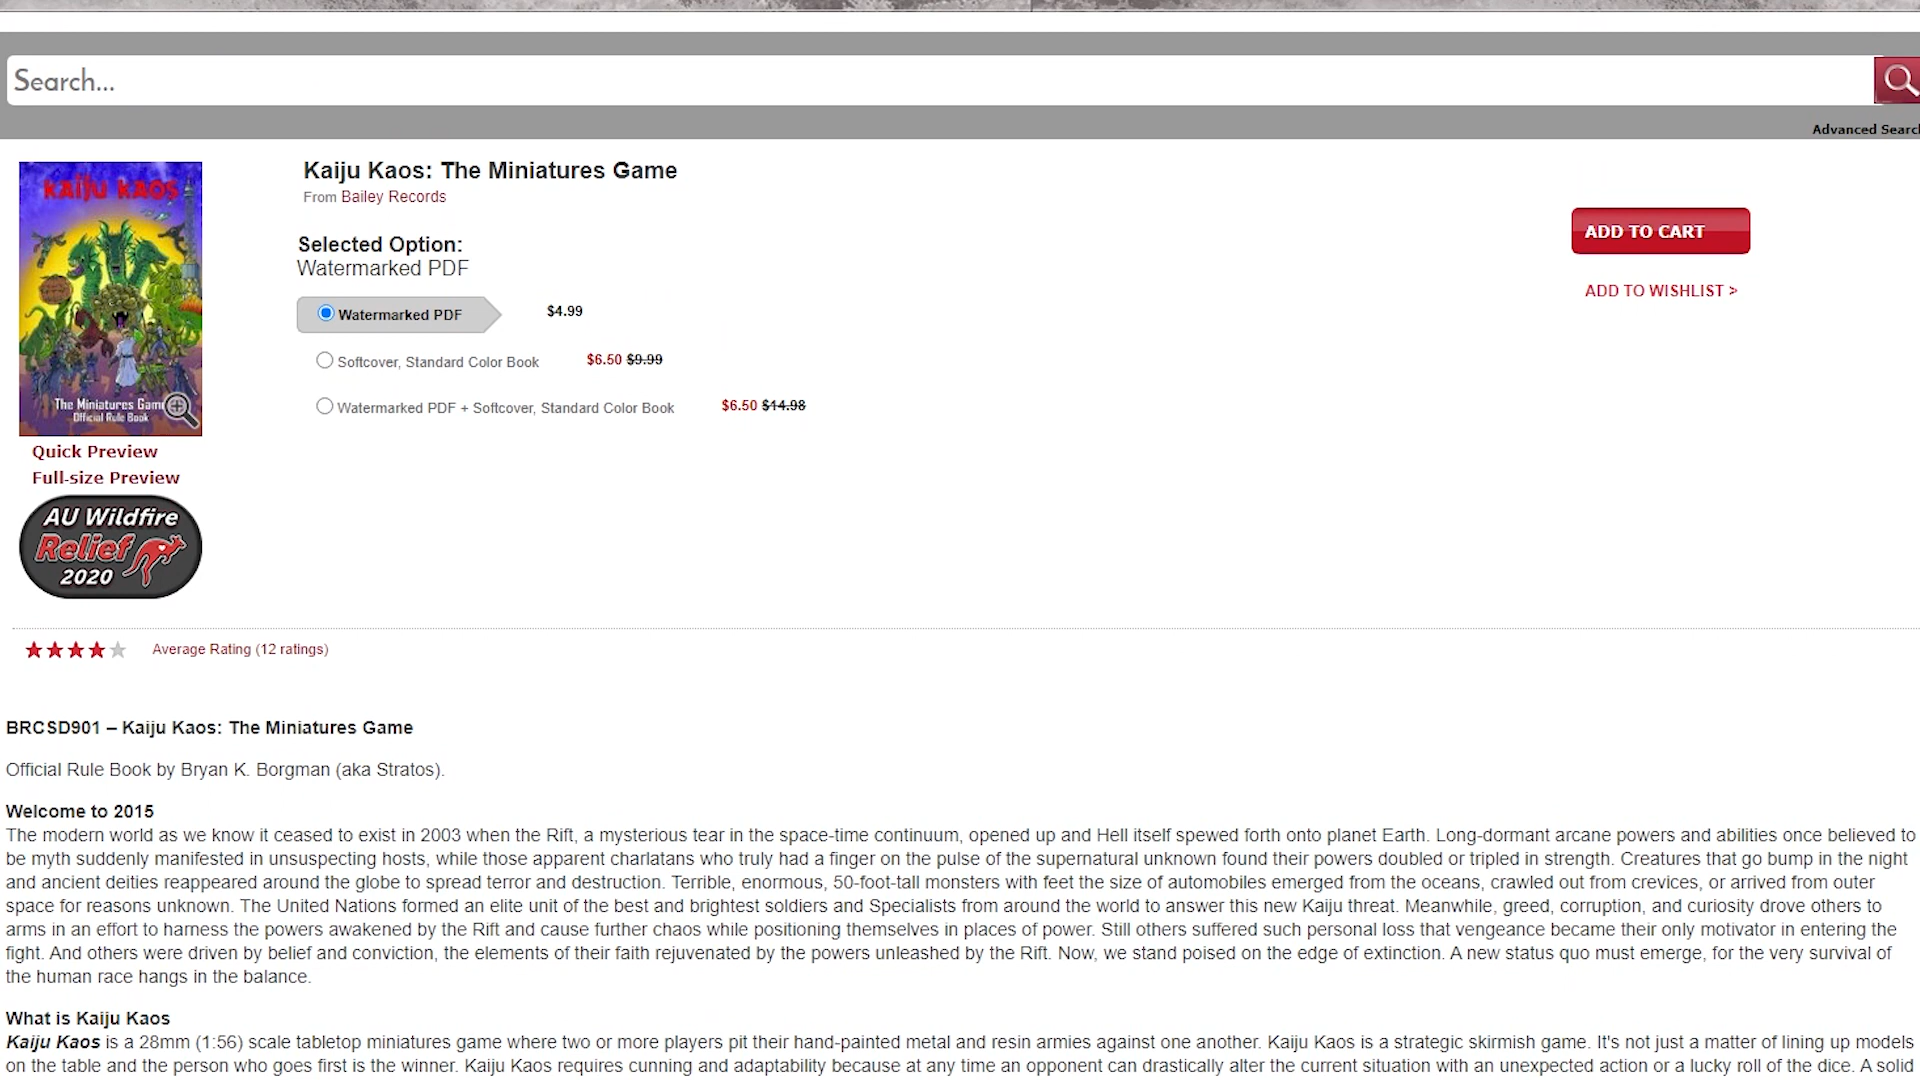 Search...
Advanced Search
kaiju kaos
The Miniatures Game
Official Rule Book
Kaiju Kaos: The Miniatures Game
From Bailey Records
Selected Option:
Watermarked PDF
Watermarked PDF $4.99
Softcover, Standard Color Book $6.50 $9.99
Watermarked PDF + Softcover, Standard Color Book $6.50 $14.98
ADD TO CART
ADD TO WISHLIST >
Quick Preview
Full-size Preview
AU Wildfire
Relief
2020
Average Rating (12 ratings)
BRCSD901 – Kaiju Kaos: The Miniatures Game
Official Rule Book by Bryan K. Borgman (aka Stratos).
Welcome to 2015
The modern world as we know it ceased to exist in 2003 when the Rift, a mysterious tear in the space-time continuum, opened up and Hell itself spewed forth onto planet Earth. Long-dormant arcane powers and abilities once believed to
be myth suddenly manifested in unsuspecting hosts, while those apparent charlatans who truly had a finger on the pulse of the supernatural unknown found their powers doubled or tripled in strength. Creatures that go bump in the night
and ancient deities reappeared around the globe to spread terror and destruction. Terrible, enormous, 50-foot-tall monsters with feet the size of automobiles emerged from the oceans, crawled out from crevices, or arrived from outer
space for reasons unknown. The United Nations formed an elite unit of the best and brightest soldiers and Specialists from around the world to answer this new Kaiju threat. Meanwhile, greed, corruption, and curiosity drove others to
arms in an effort to harness the powers awakened by the Rift and cause further chaos while positioning themselves in places of power. Still others suffered such personal loss that vengeance became their only motivator in entering the
fight. And others were driven by belief and conviction, the elements of their faith rejuvenated by the powers unleashed by the Rift. Now, we stand poised on the edge of extinction. A new status quo must emerge, for the very survival of
the human race hangs in the balance.
What is Kaiju Kaos
Kaiju Kaos is a 28mm (1:56) scale tabletop miniatures game where two or more players pit their hand-painted metal and resin armies against one another. Kaiju Kaos is a strategic skirmish game. It's not just a matter of lining up models
on the table and the person who goes first is the winner. Kaiju Kaos requires cunning and adaptability because at any time an opponent can drastically alter the current situation with an unexpected action or a lucky roll of the dice. A solid